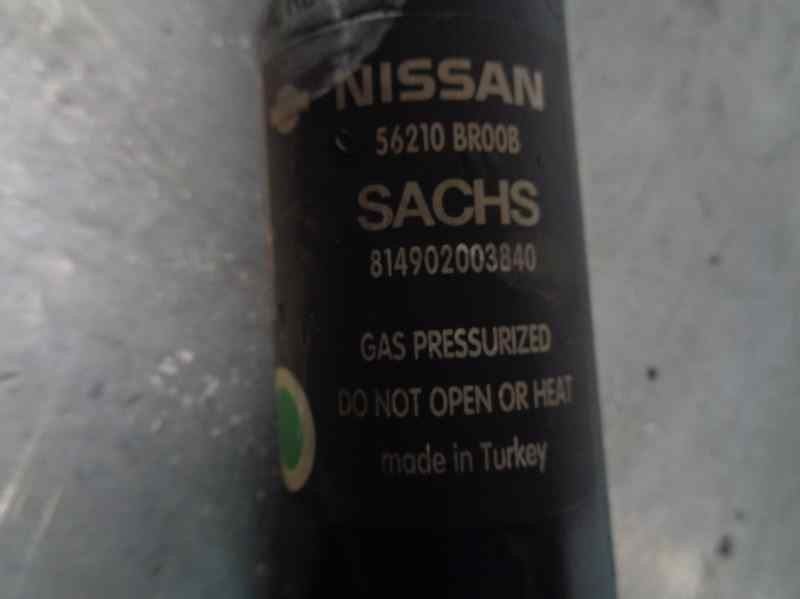 NISSAN
56210 BR00B
SACHS
814902003840
GAS PRESSURIZED
DO NOT OPEN OR HEAT
made in Turkey